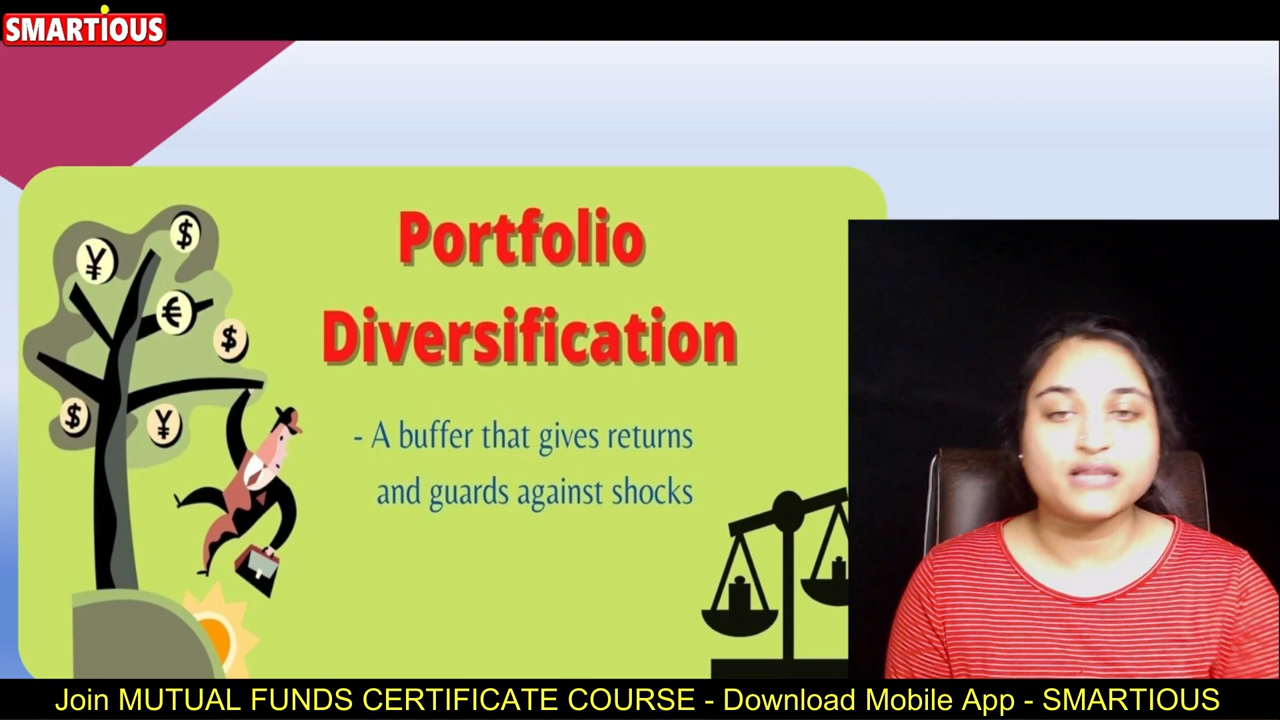 SMARTIOUS
Portfolio
Diversification
- A buffer that gives returns
and guards against shocks
¥
$
€
$
$
¥
Join MUTUAL FUNDS CERTIFICATE COURSE - Download Mobile App - SMARTIOUS